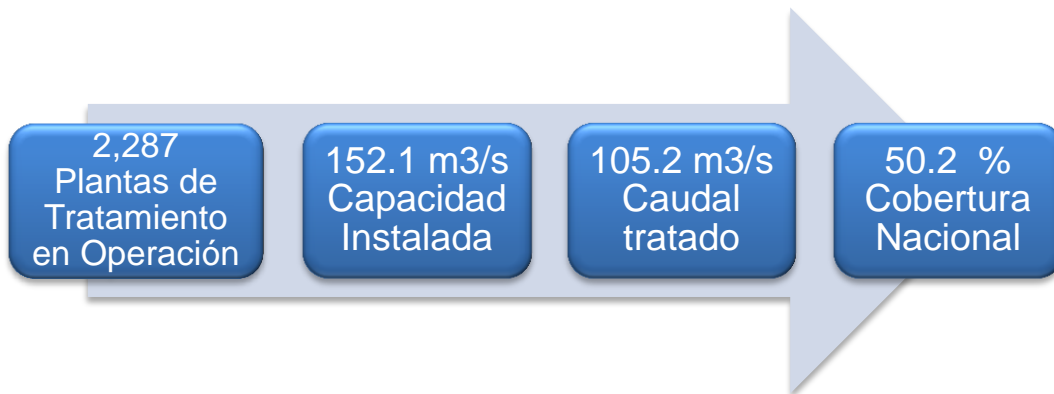 2,287
Plantas de
Tratamiento
en Operación
152.1 m3/s
Capacidad
Instalada
105.2 m3/s
Caudal
tratado
50.2 %
Cobertura
Nacional